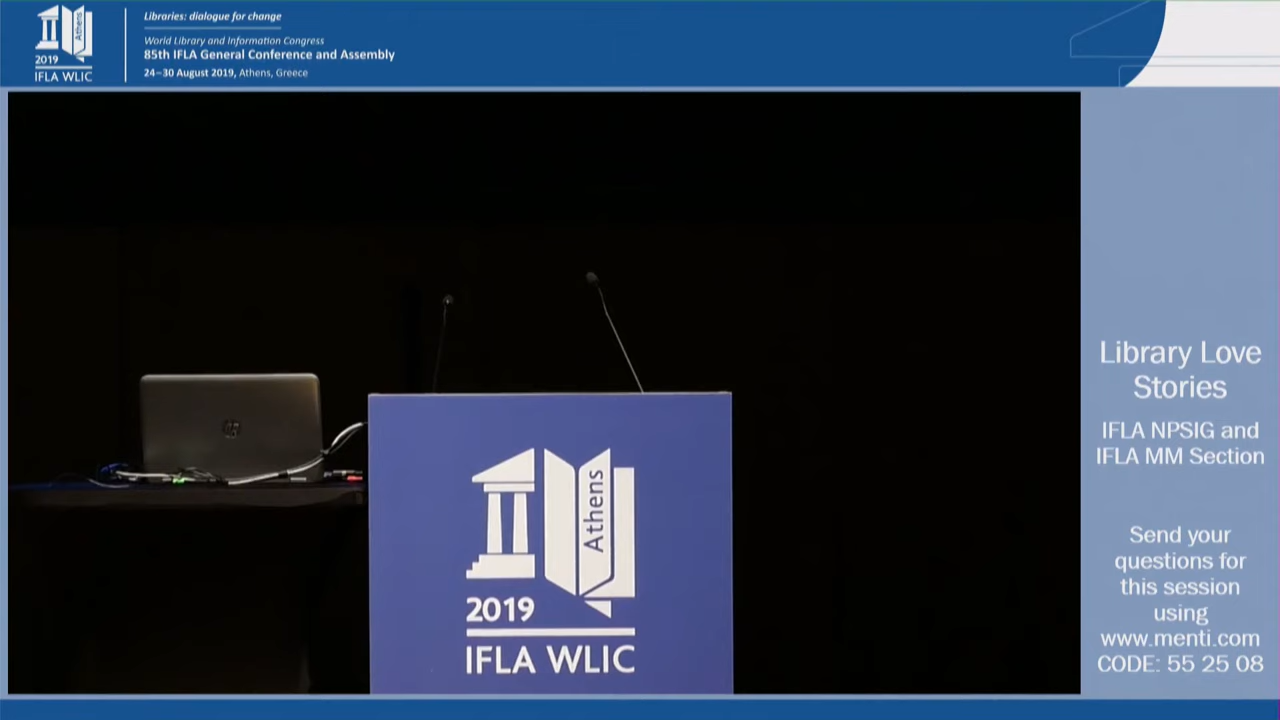 Athens
2019
IFLA WLIC
Libraries: dialogue for change
World Library and Information Congress
85th IFLA General Conference and Assembly
24–30 August 2019, Athens, Greece
hp
Athens
2019
IFLA WLIC
Library Love
Stories
IFLA NPSIG and
IFLA MM Section
Send your
questions for
this session
using
www.menti.com
CODE: 55 25 08